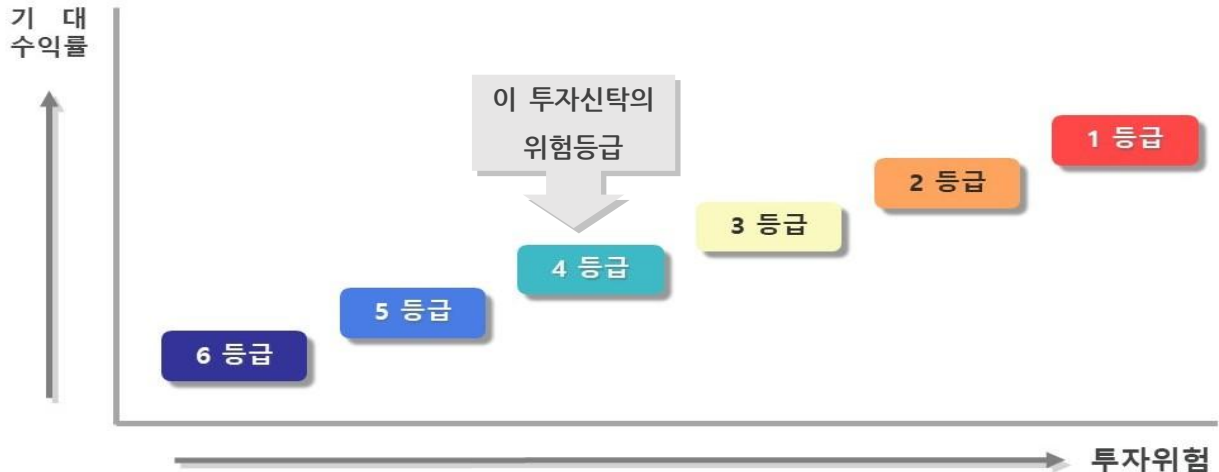 기 대
수익률
이 투자신탁의
위험등급
1 등급
2 등급
3 등급
4 등급
5 등급
6 등급
투자위험